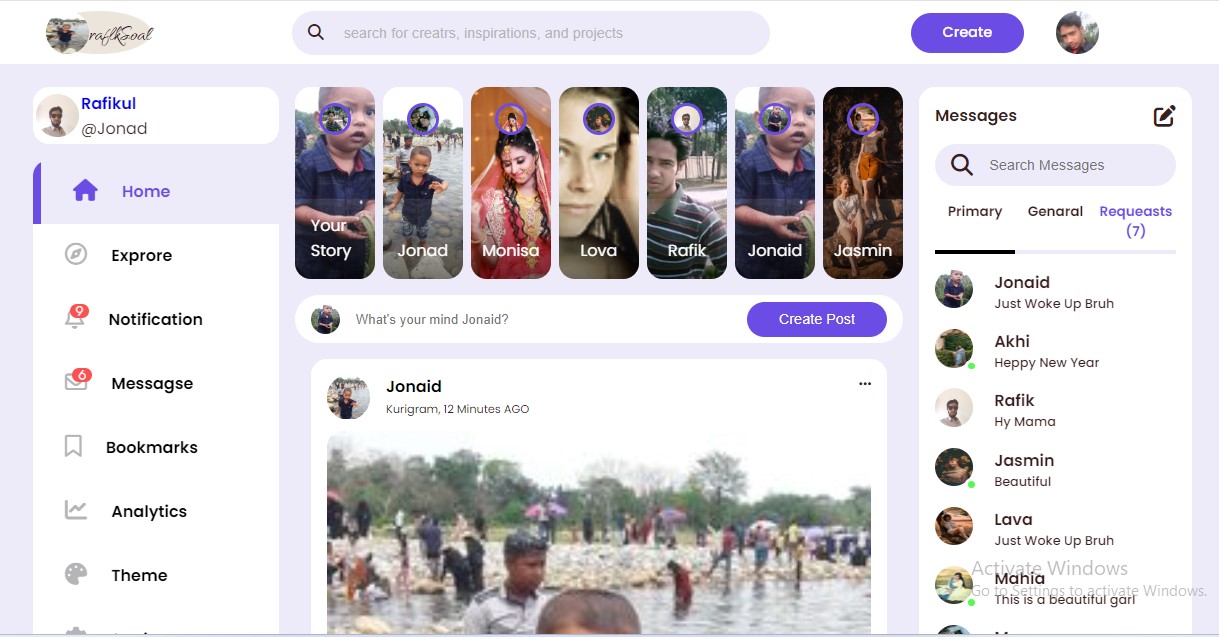 raflkGoal
search for creatrs, inspirations, and projects
Create
Rafikul
@Jonad
Home
Exprore
9
Notification
6
Messagse
Bookmarks
Analytics
Theme
Your
Story
Jonad
Monisa
Lova
Rafik
Jonaid
Jasmin
What's your mind Jonaid?
Create Post
Jonaid
Kurigram, 12 Minutes AGO
Messages
Search Messages
Primary
Genaral
Requeasts
(7)
Jonaid
Just Woke Up Bruh
Akhi
Heppy New Year
Rafik
Hy Mama
Jasmin
Beautiful
Lava
Just Woke Up Bruh
Mahia
This is a beautiful garl
Activate Windows
Go to Settings to activate Windows.